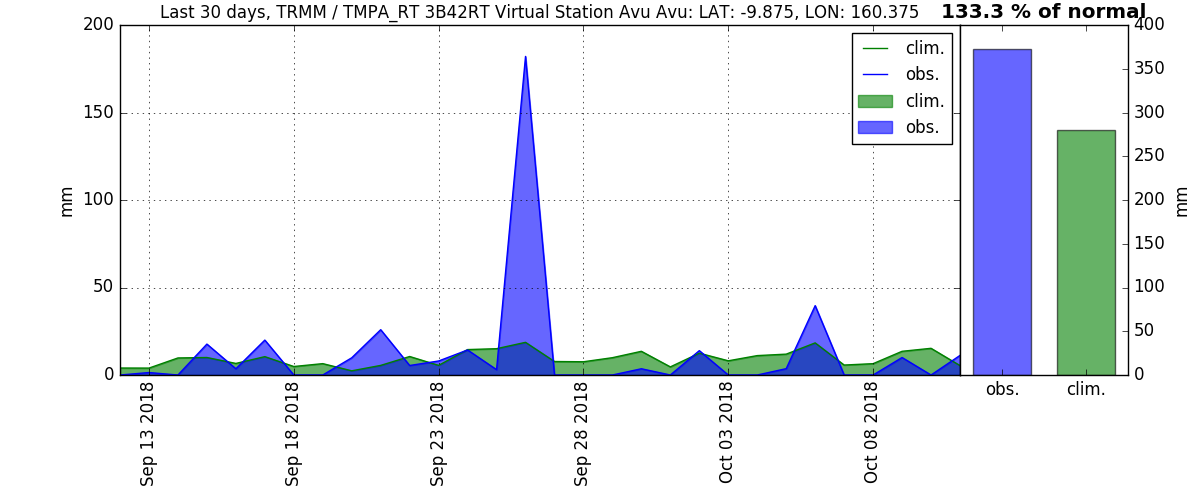 Last 30 days, TRMM / TMPA_RT 3B42RT Virtual Station Avu Avu: LAT: -9.875, LON: 160.375
133.3 % of normal
200
150
100
50
0
mm
clim.
obs.
clim.
obs.
Sep 13 2018
Sep 18 2018
Sep 23 2018
Sep 28 2018
Oct 03 2018
Oct 08 2018
400
350
300
250
200
150
100
50
0
mm
obs.
clim.